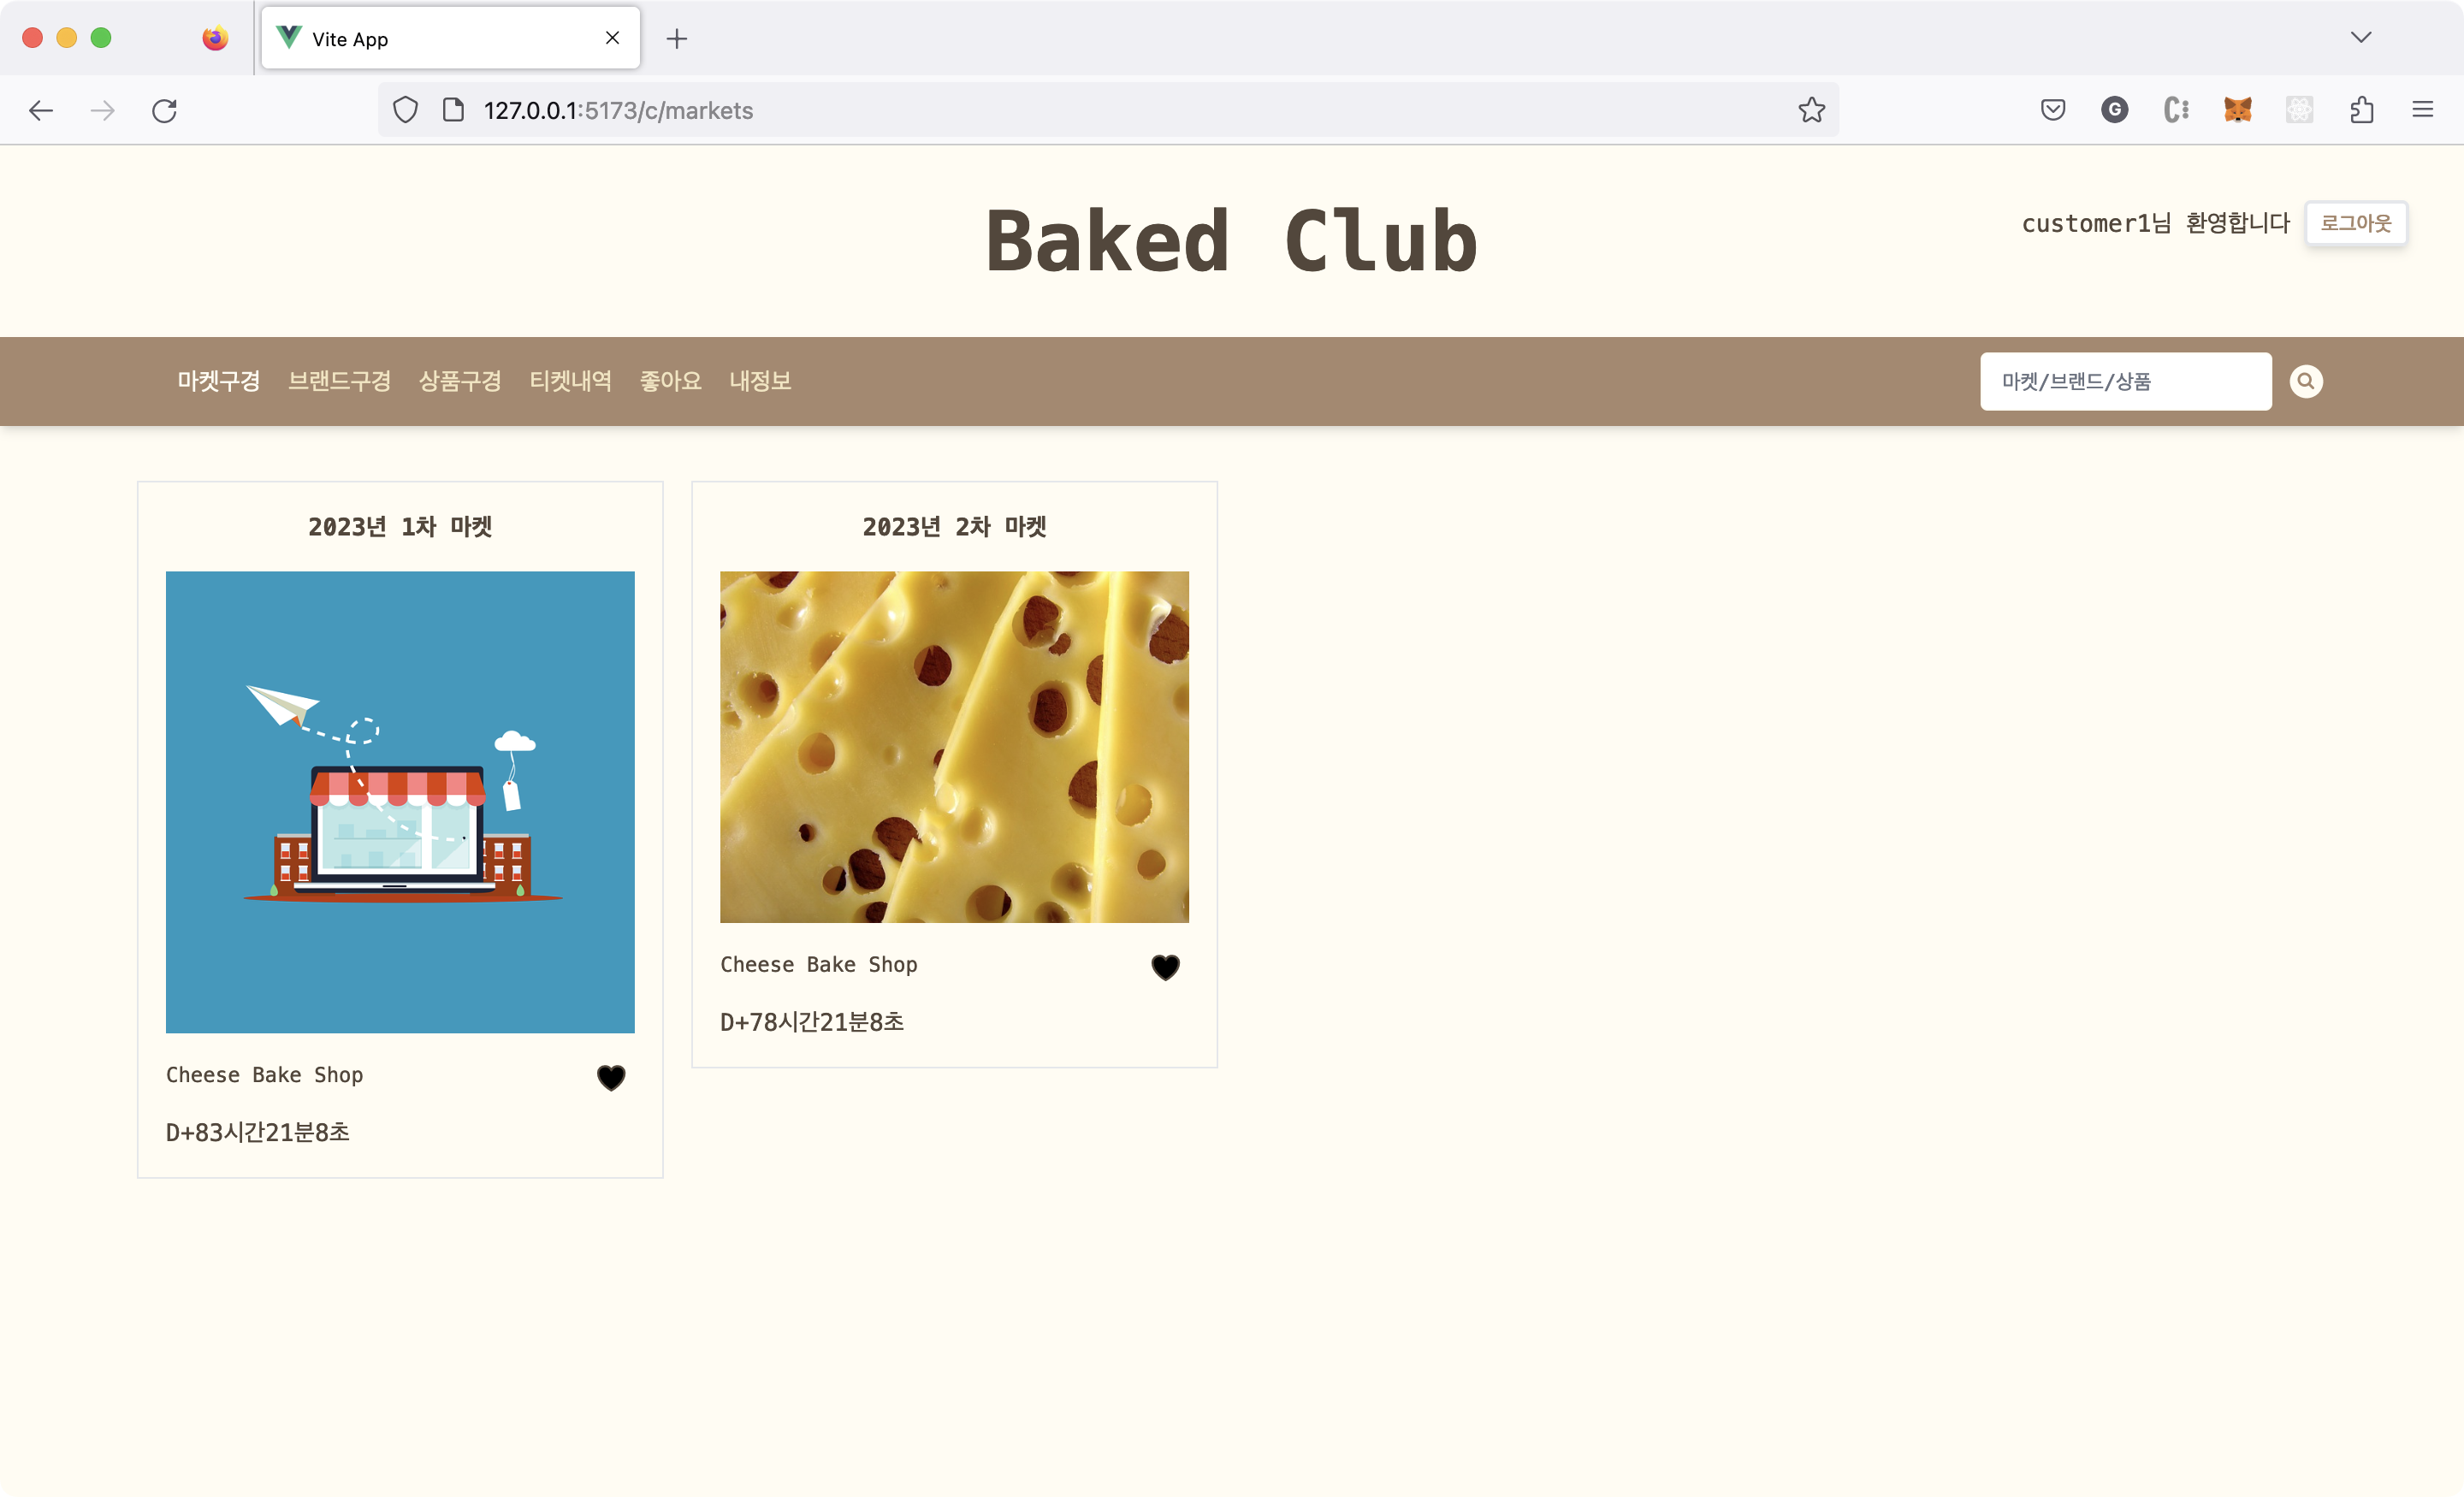 Vite App
127.0.0.1:5173/c/markets
Baked Club
customer1님 환영합니다
로그아웃
마켓구경 브랜드구경 상품구경 티켓내역 좋아요 내정보
마켓/브랜드/상품
2023년 1차 마켓
Cheese Bake Shop
D+83시간21분8초
2023년 2차 마켓
Cheese Bake Shop
D+78시간21분8초